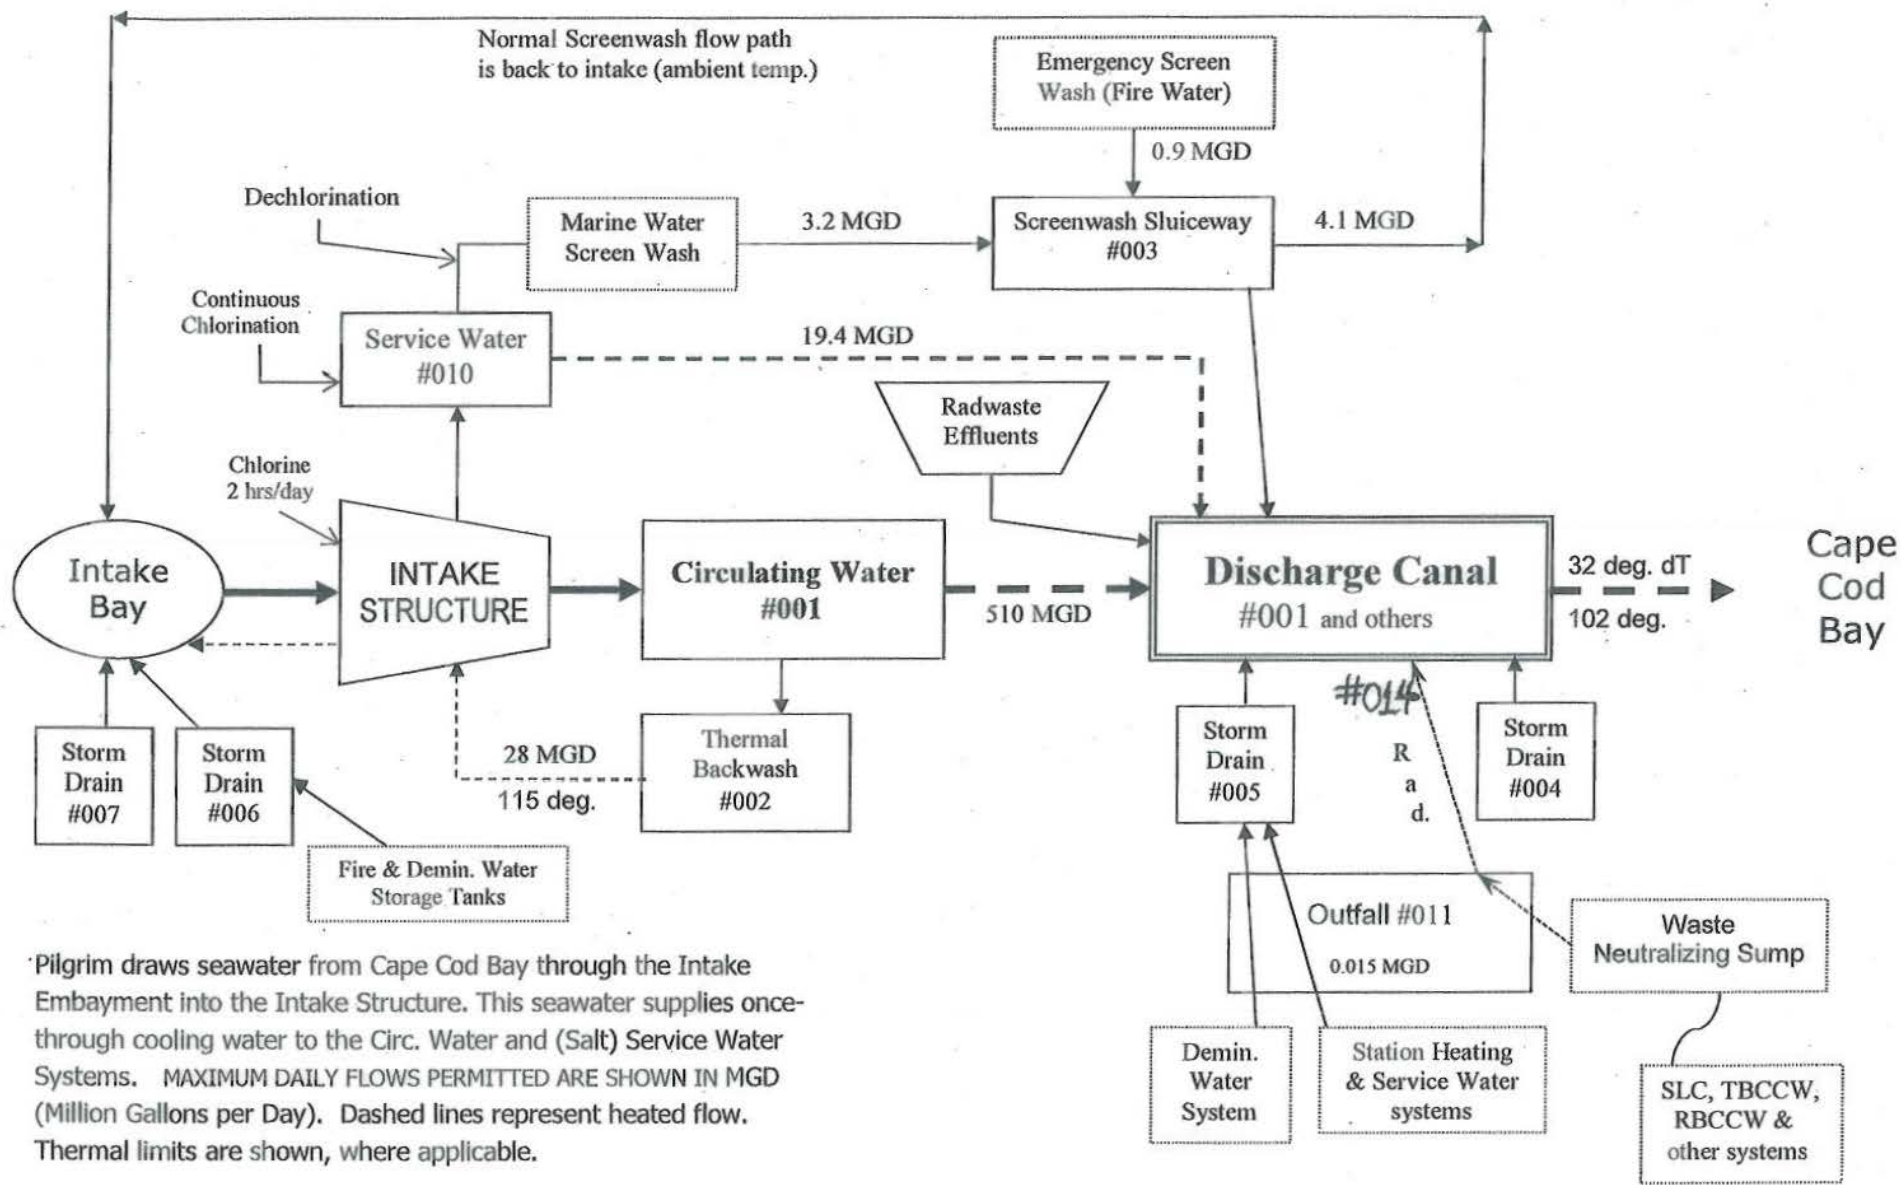 Normal Screenwash flow path
is back to intake (ambient temp.)
Emergency Screen
Wash (Fire Water)
0.9 MGD
Dechlorination
Marine Water
Screen Wash
3.2 MGD
Screenwash Sluiceway
#003
4.1 MGD
Continuous
Chlorination
Service Water
#010
19.4 MGD
Radwaste
Effluents
Chlorine
2 hrs/day
Intake
Bay
INTAKE
STRUCTURE
Circulating Water
#001
510 MGD
Discharge Canal
#001 and others
32 deg. dT
102 deg.
Cape
Cod
Bay
#014
Storm
Drain
#007
Storm
Drain
#006
28 MGD
115 deg.
Thermal
Backwash
#002
Storm
Drain
#005
R
a
d.
Storm
Drain
#004
Fire & Demin. Water
Storage Tanks
Outfall #011
0.015 MGD
Waste
Neutralizing Sump
Pilgrim draws seawater from Cape Cod Bay through the Intake
Embayment into the Intake Structure. This seawater supplies once-
through cooling water to the Circ. Water and (Salt) Service Water
Systems. MAXIMUM DAILY FLOWS PERMITTED ARE SHOWN IN MGD
(Million Gallons per Day). Dashed lines represent heated flow.
Thermal limits are shown, where applicable.
Demin.
Water
System
Station Heating
& Service Water
systems
SLC, TBCCW,
RBCCW &
other systems